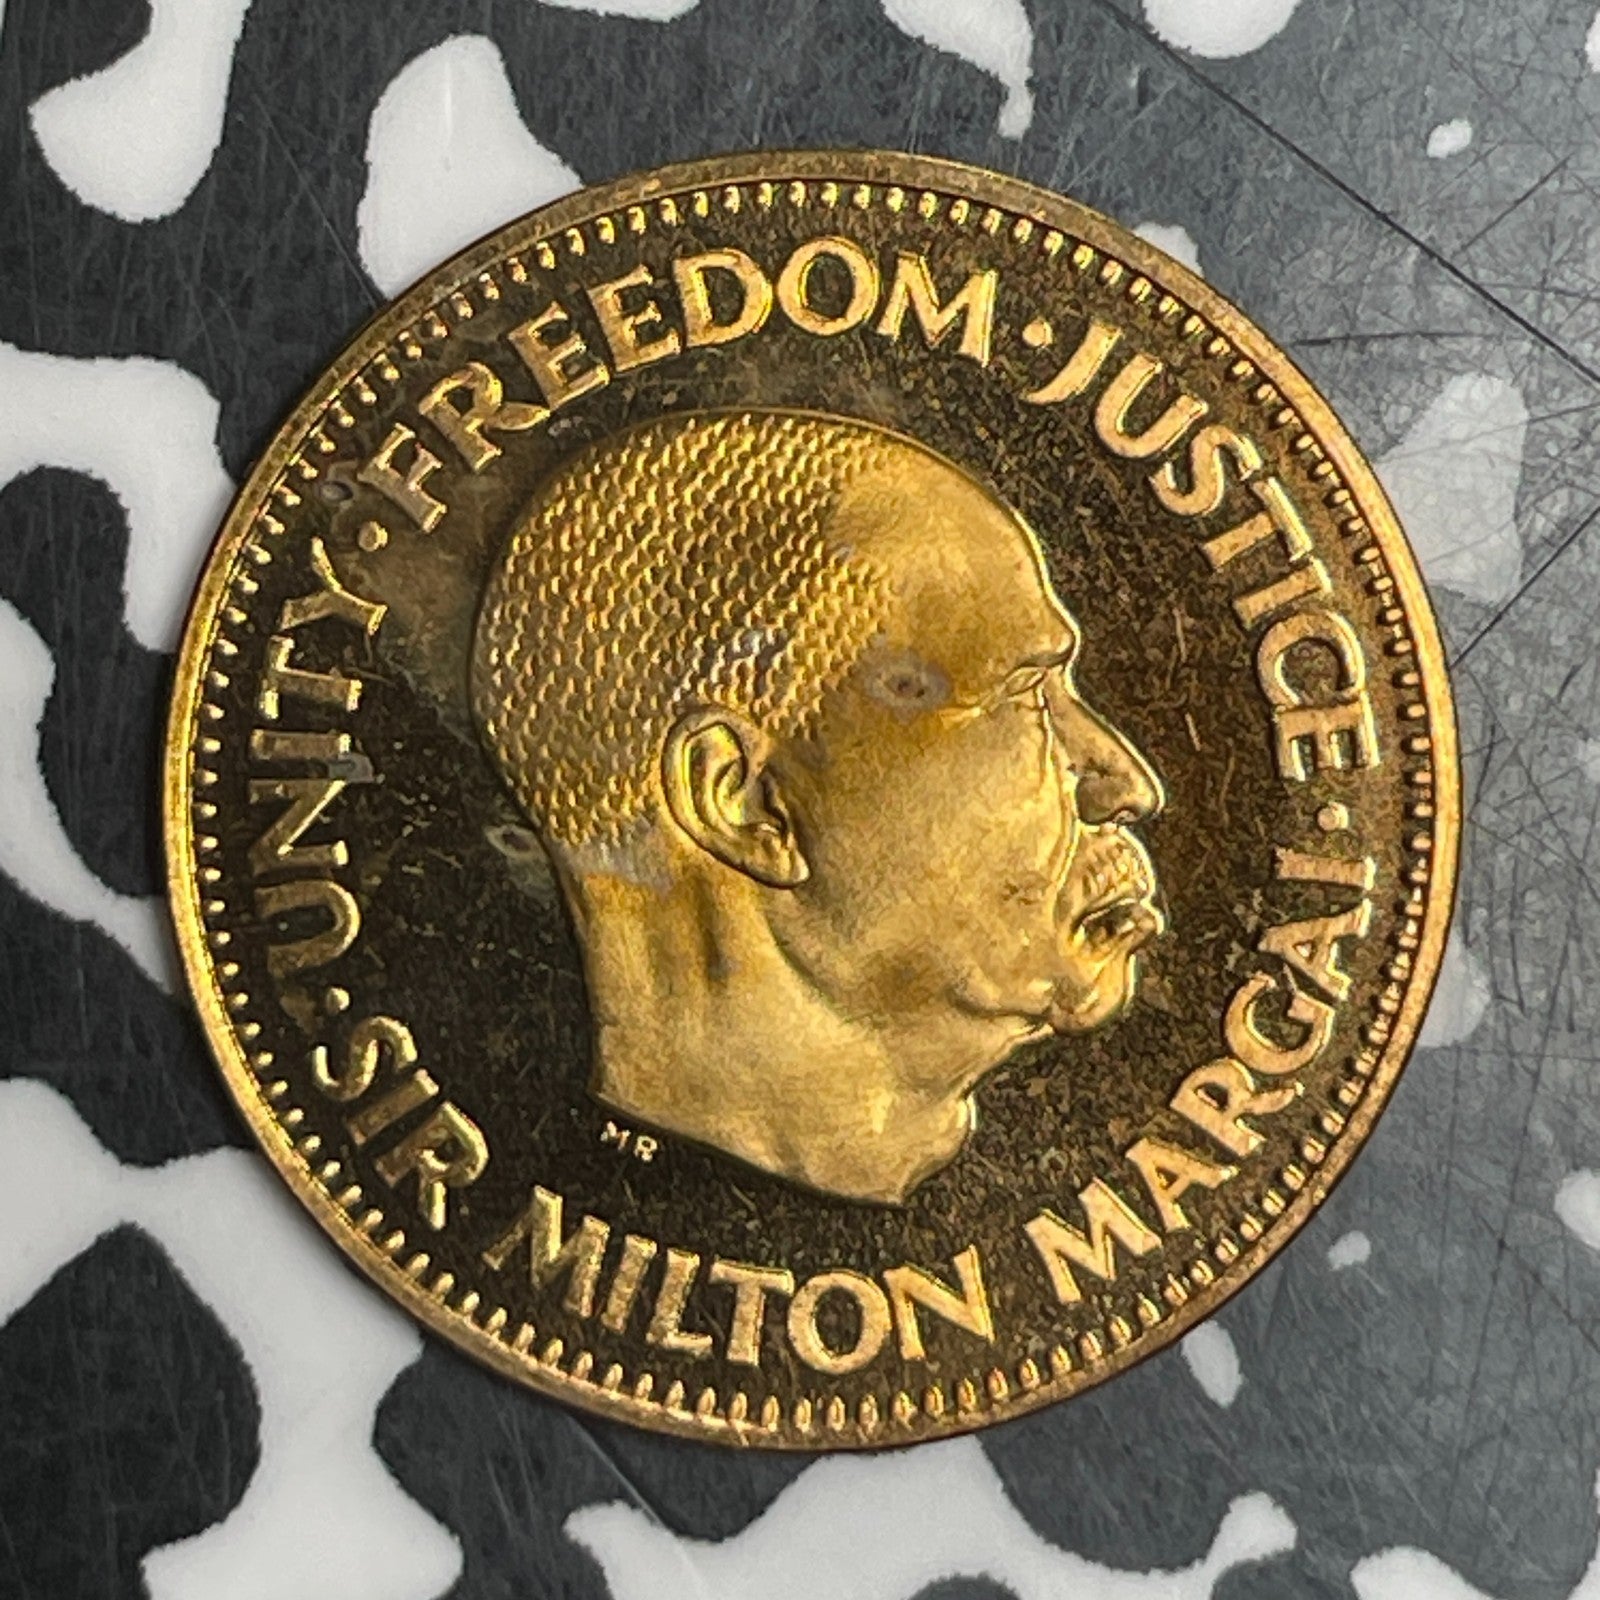 UNITY · FREEDOM · JUSTICE ·
SIR MILTON MARGAI ·
MR